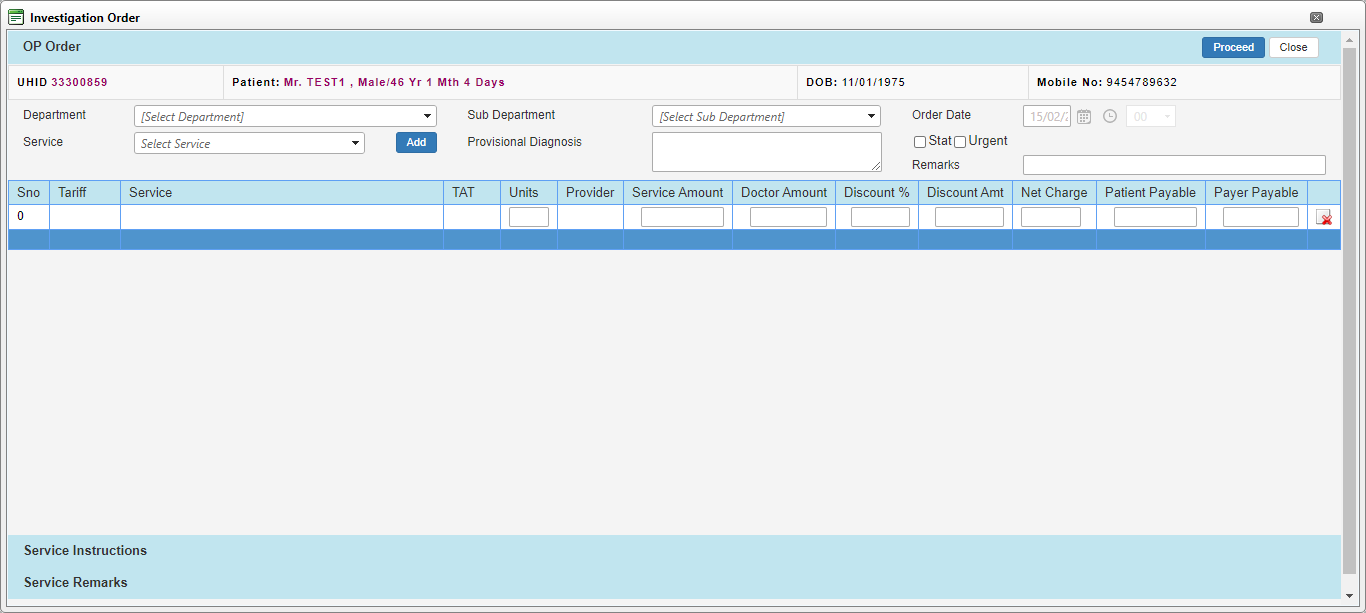 Investigation Order
OP Order
Proceed Close
UHID 33300859 Patient: Mr. TEST1 , Male/46 Yr 1 Mth 4 Days DOB: 11/01/1975 Mobile No: 9454789632
Department [Select Department] Sub Department [Select Sub Department] Order Date 15/02/2 00
Service Select Service Add Provisional Diagnosis Stat Urgent
Remarks
Sno Tariff Service TAT Units Provider Service Amount Doctor Amount Discount % Discount Amt Net Charge Patient Payable Payer Payable
0
Service Instructions
Service Remarks